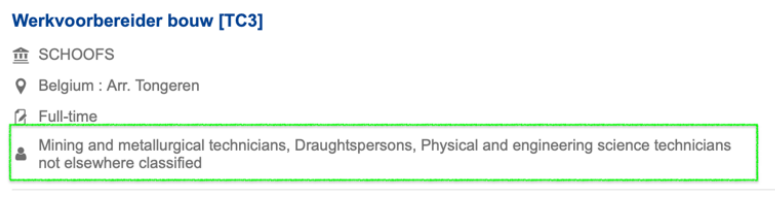 Werkvoorbereider bouw [TC3]
SCHOOFS
Belgium : Arr. Tongeren
Full-time
Mining and metallurgical technicians, Draughtspersons, Physical and engineering science technicians
not elsewhere classified